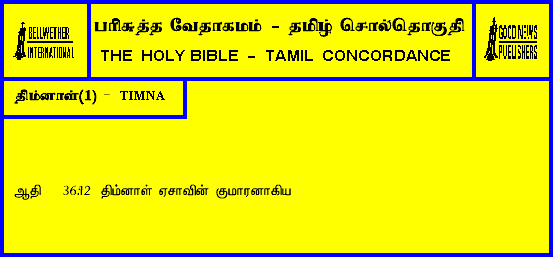 BELLWETHER
INTERNATIONAL
பரிசுத்த வேதாகமம் - தமிழ் சொல்தொகுதி
THE HOLY BIBLE - TAMIL CONCORDANCE
GOOD NEWS
PUBLISHERS
திம்னாள்(1) - TIMNA
ஆதி 36:12 திம்னாள் ஏசாவின் குமாரனாகிய